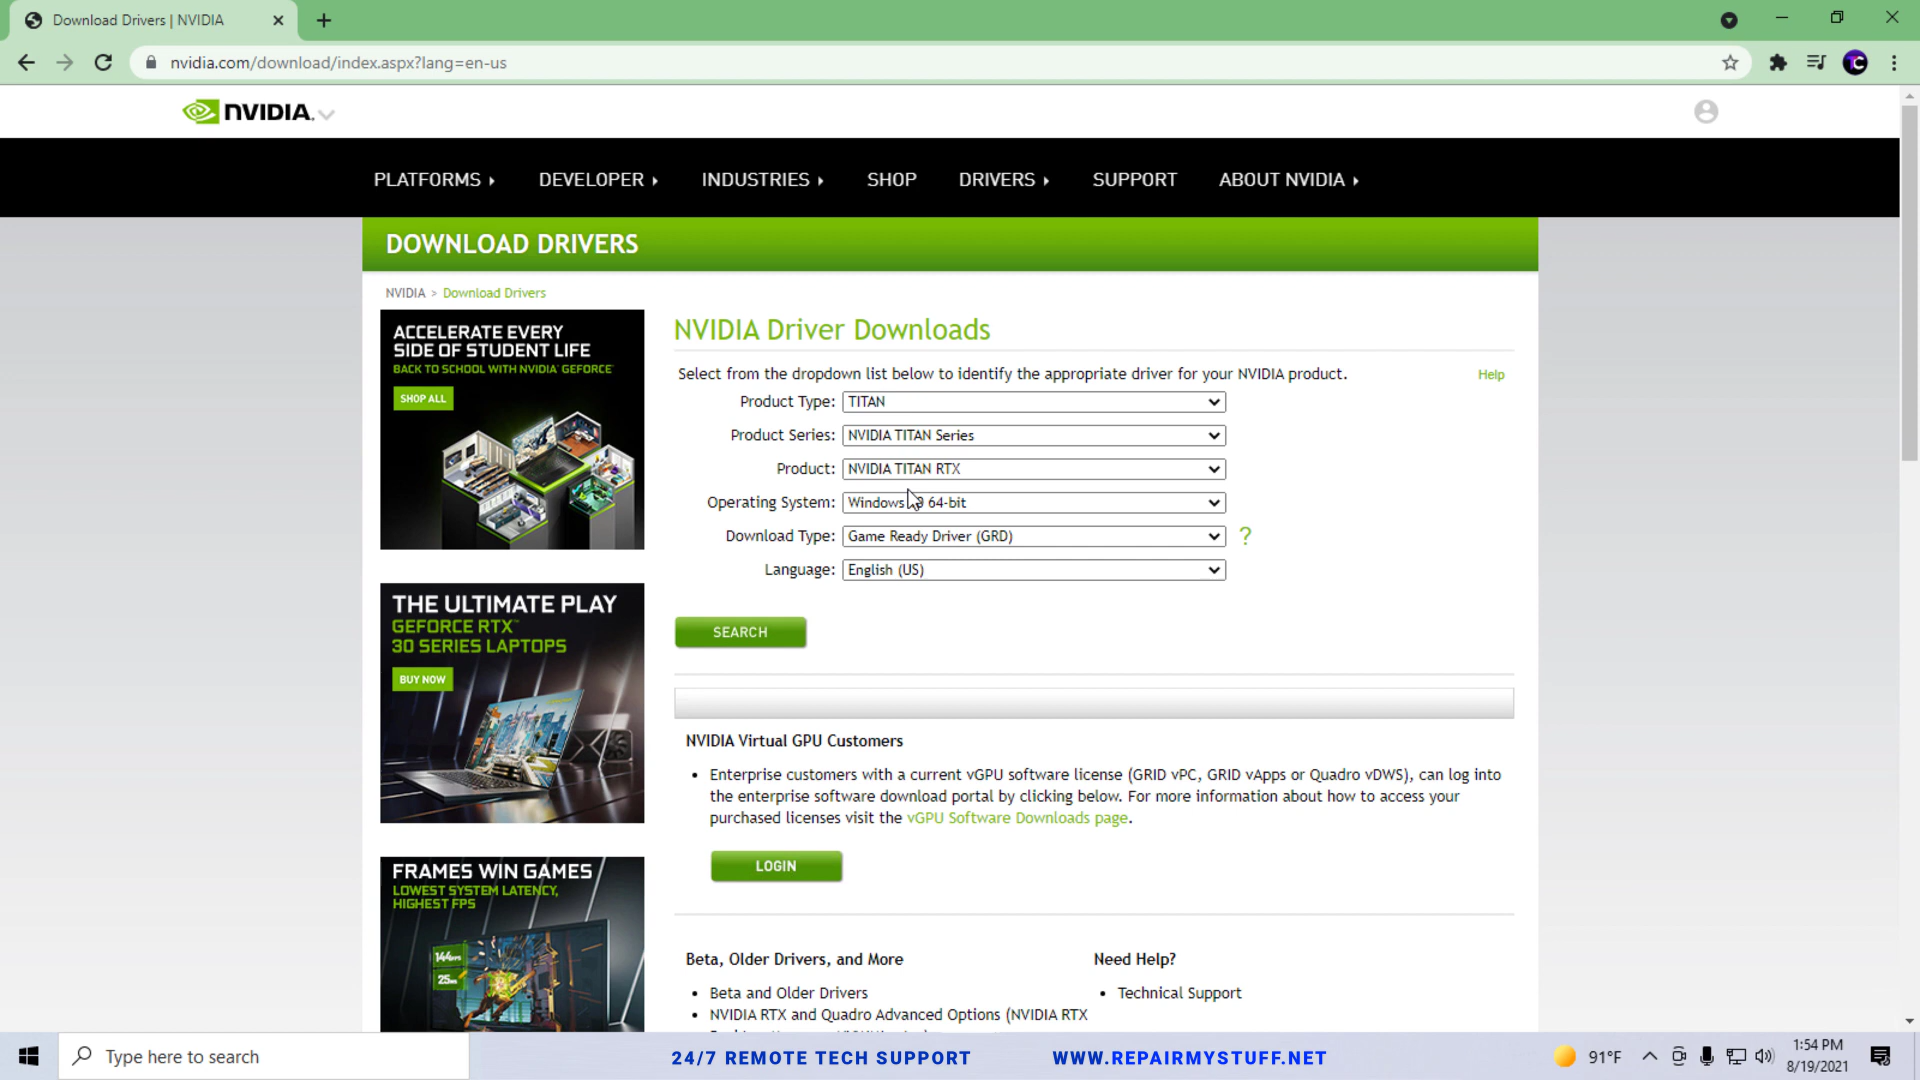 Download Drivers | NVIDIA
nvidia.com/download/index.aspx?lang=en-us
NVIDIA.
PLATFORMS DEVELOPER INDUSTRIES SHOP DRIVERS SUPPORT ABOUT NVIDIA
DOWNLOAD DRIVERS
NVIDIA > Download Drivers
ACCELERATE EVERY
SIDE OF STUDENT LIFE
BACK TO SCHOOL WITH NVIDIA GEFORCE
SHOP ALL
NVIDIA Driver Downloads
Select from the dropdown list below to identify the appropriate driver for your NVIDIA product.
Help
Product Type: TITAN
Product Series: NVIDIA TITAN Series
Product: NVIDIA TITAN RTX
Operating System: Windows 64-bit
Download Type: Game Ready Driver (GRD) ?
Language: English (US)
SEARCH
THE ULTIMATE PLAY
GEFORCE RTX™
30 SERIES LAPTOPS
BUY NOW
NVIDIA Virtual GPU Customers
• Enterprise customers with a current vGPU software license (GRID vPC, GRID vApps or Quadro vDWS), can log into
the enterprise software download portal by clicking below. For more information about how to access your
purchased licenses visit the vGPU Software Downloads page.
LOGIN
FRAMES WIN GAMES
LOWEST SYSTEM LATENCY,
HIGHEST FPS
144FPS
25ms
Beta, Older Drivers, and More
• Beta and Older Drivers
• NVIDIA RTX and Quadro Advanced Options (NVIDIA RTX
Need Help?
• Technical Support
Type here to search
24/7 REMOTE TECH SUPPORT
WWW.REPAIRMYSTUFF.NET
91°F
1:54 PM
8/19/2021